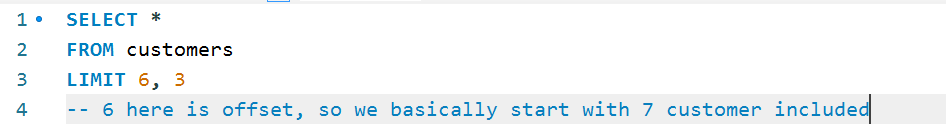 1 SELECT *
2 FROM customers
3 LIMIT 6, 3
4 -- 6 here is offset, so we basically start with 7 customer included